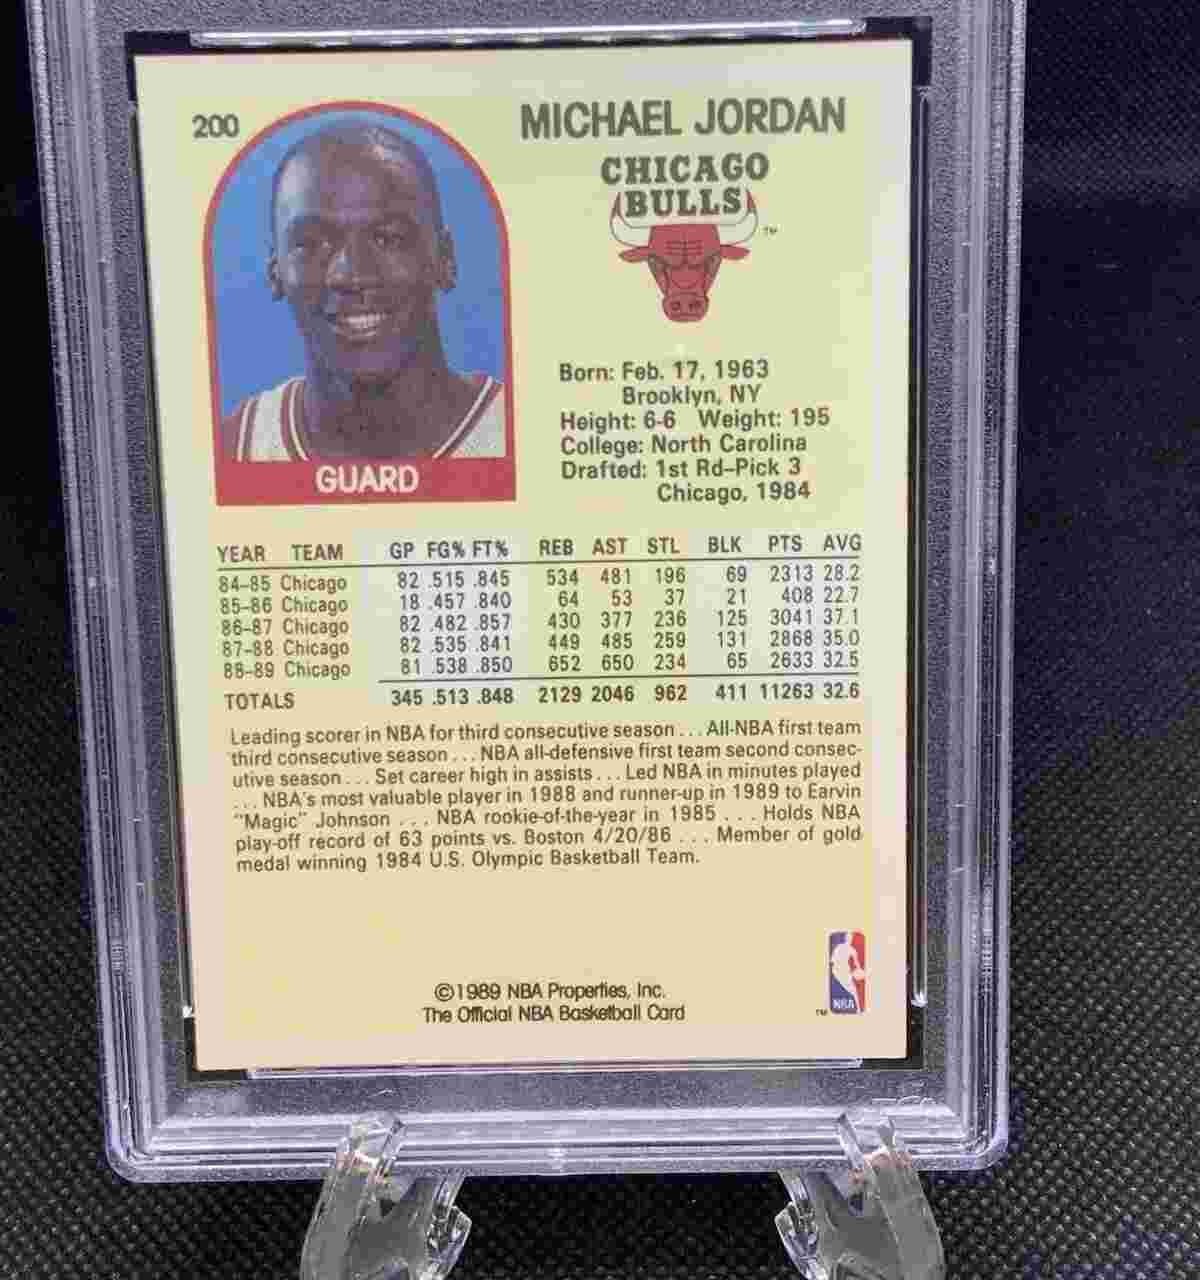 200
MICHAEL JORDAN
CHICAGO
BULLS
TM
GUARD
Born: Feb. 17, 1963
Brooklyn, NY
Height: 6-6 Weight: 195
College: North Carolina
Drafted: 1st Rd-Pick 3
Chicago, 1984
YEAR TEAM GP FG% FT% REB AST STL BLK PTS AVG
84-85 Chicago 82 .515 .845 534 481 196 69 2313 28.2
85-86 Chicago 18 .457 .840 64 53 37 21 408 22.7
86-87 Chicago 82 .482 .857 430 377 236 125 3041 37.1
87-88 Chicago 82 .535 .841 449 485 259 131 2868 35.0
88-89 Chicago 81 .538 .850 652 650 234 65 2633 32.5
TOTALS 345 .513 .848 2129 2046 962 411 11263 32.6
Leading scorer in NBA for third consecutive season . . . All-NBA first team
third consecutive season . . . NBA all-defensive first team second consec-
utive season . . . Set career high in assists . . . Led NBA in minutes played
. . . NBA's most valuable player in 1988 and runner-up in 1989 to Earvin
"Magic" Johnson . . . NBA rookie-of-the-year in 1985 . . . Holds NBA
play-off record of 63 points vs. Boston 4/20/86 . . . Member of gold
medal winning 1984 U.S. Olympic Basketball Team.
©1989 NBA Properties, Inc.
The Official NBA Basketball Card
TM
NBA